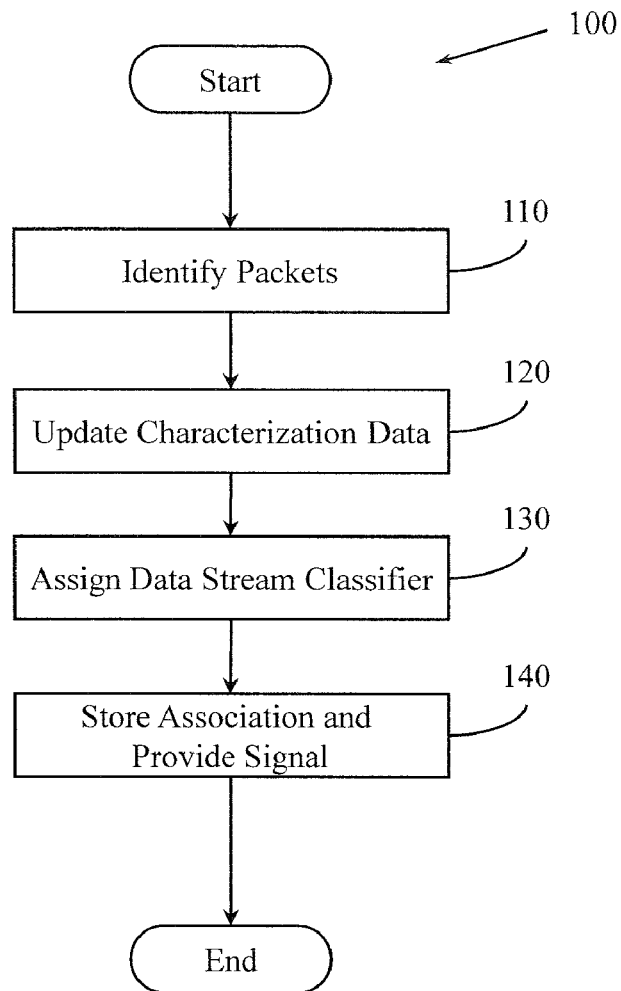 100
Start
110
Identify Packets
120
Update Characterization Data
130
Assign Data Stream Classifier
140
Store Association and
Provide Signal
End